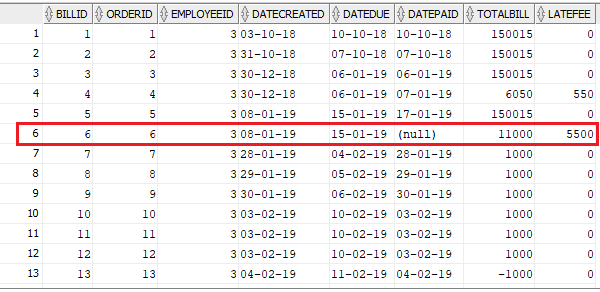 BILLID ORDERID EMPLOYEEID DATECREATED DATEDUE DATEPAID TOTALBILL LATEFEE
1 1 1 3 03-10-18 10-10-18 10-10-18 150015 0
2 2 2 3 31-10-18 07-10-18 07-10-18 150015 0
3 3 3 3 30-12-18 06-01-19 06-01-19 150015 0
4 4 4 3 30-12-18 06-01-19 07-01-19 6050 550
5 5 5 3 08-01-19 15-01-19 17-01-19 150015 0
6 6 6 3 08-01-19 15-01-19 (null) 11000 5500
7 7 7 3 28-01-19 04-02-19 28-01-19 1000 0
8 8 8 3 29-01-19 05-02-19 29-01-19 1000 0
9 9 9 3 30-01-19 06-02-19 30-01-19 1000 0
10 10 10 3 03-02-19 10-02-19 03-02-19 1000 0
11 11 11 3 03-02-19 10-02-19 03-02-19 1000 0
12 12 12 3 03-02-19 10-02-19 03-02-19 1000 0
13 13 13 3 04-02-19 11-02-19 04-02-19 -1000 0